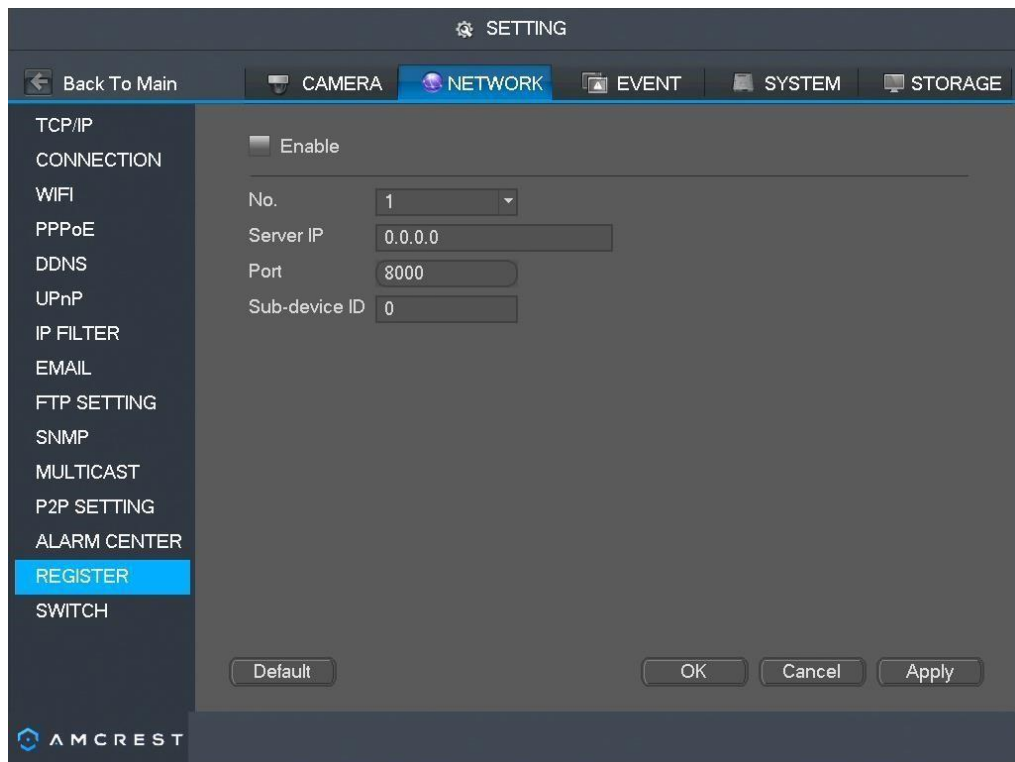 SETTING
Back To Main
CAMERA
NETWORK
EVENT
SYSTEM
STORAGE
TCP/IP
CONNECTION
WIFI
PPPoE
DDNS
UPnP
IP FILTER
EMAIL
FTP SETTING
SNMP
MULTICAST
P2P SETTING
ALARM CENTER
REGISTER
SWITCH
Enable
No. 1
Server IP 0.0.0.0
Port 8000
Sub-device ID 0
Default OK Cancel Apply
AMCREST